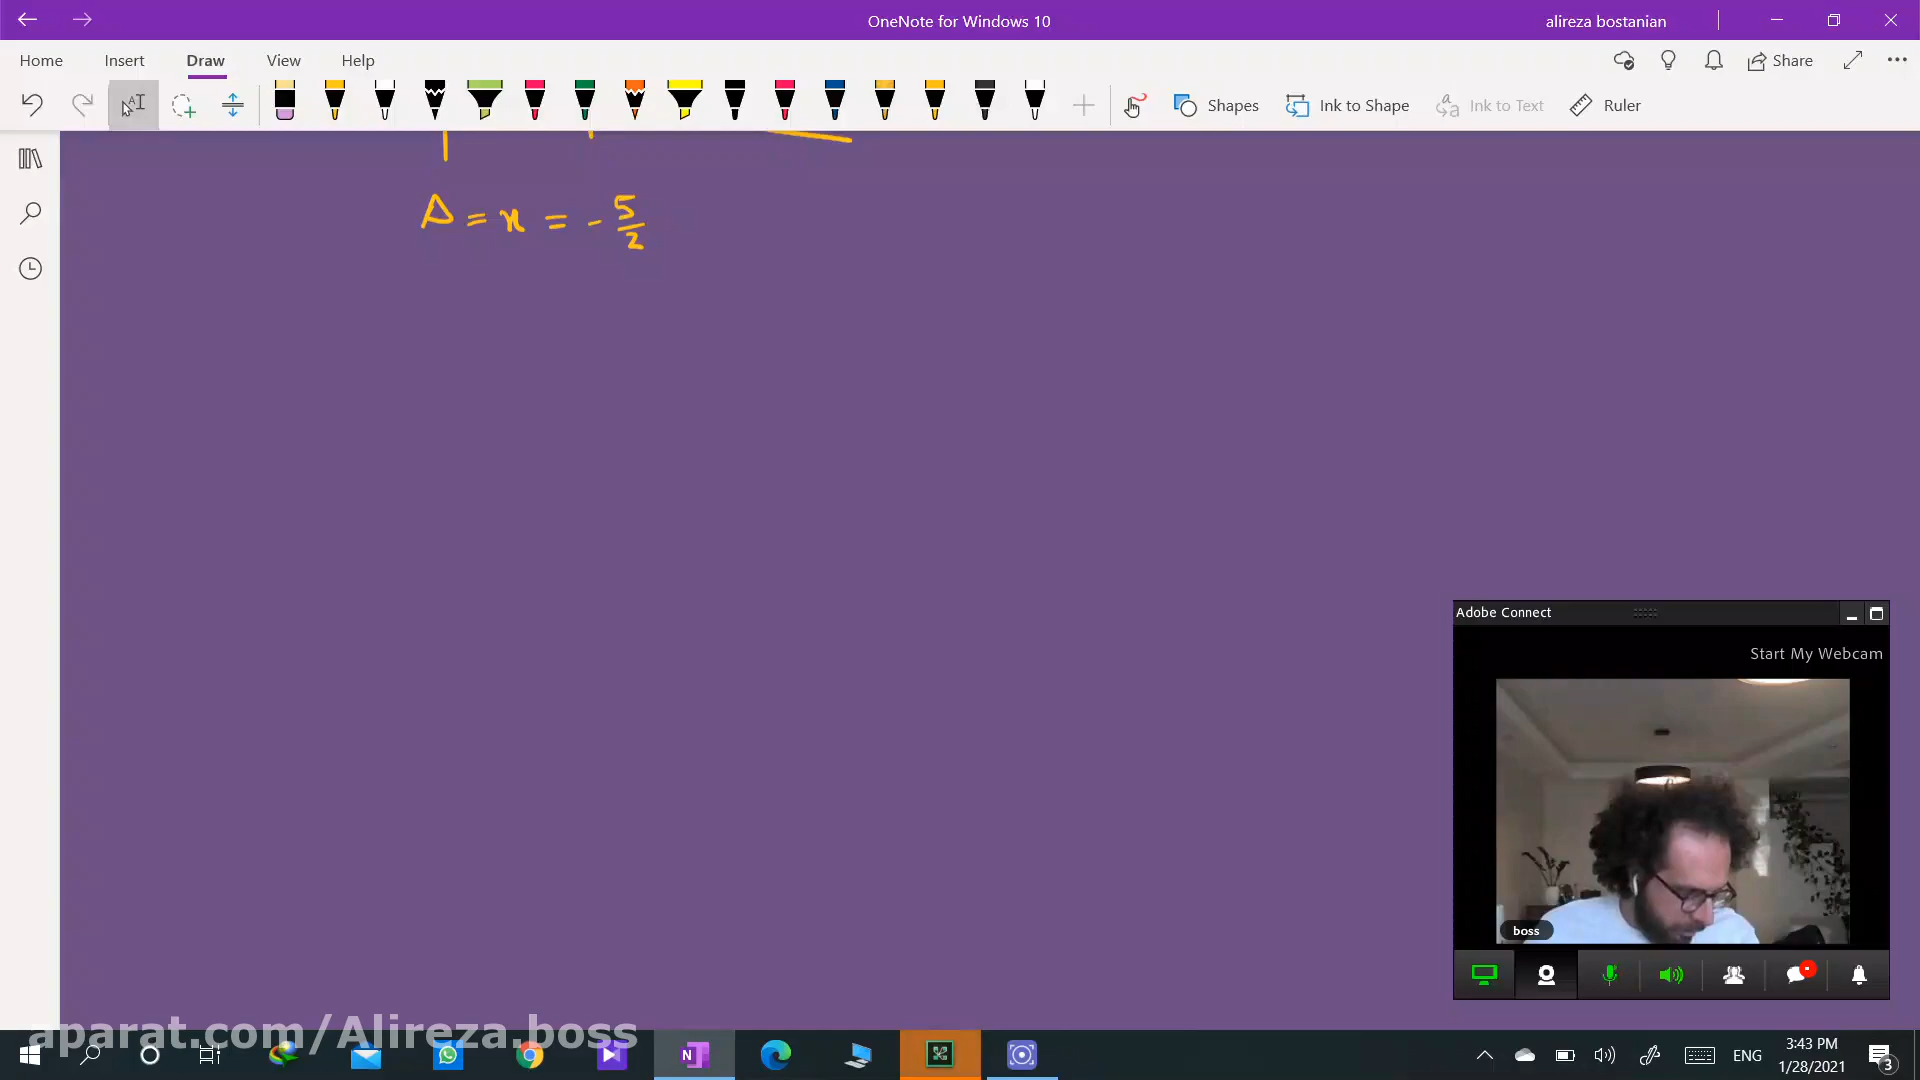 OneNote for Windows 10
alireza bostanian
Home Insert Draw View Help
Share
Shapes Ink to Shape Ink to Text Ruler
Δ = x = - 5/2
Adobe Connect
Start My Webcam
boss
aparat.com/Alireza.boss
ENG
3:43 PM
1/28/2021
3